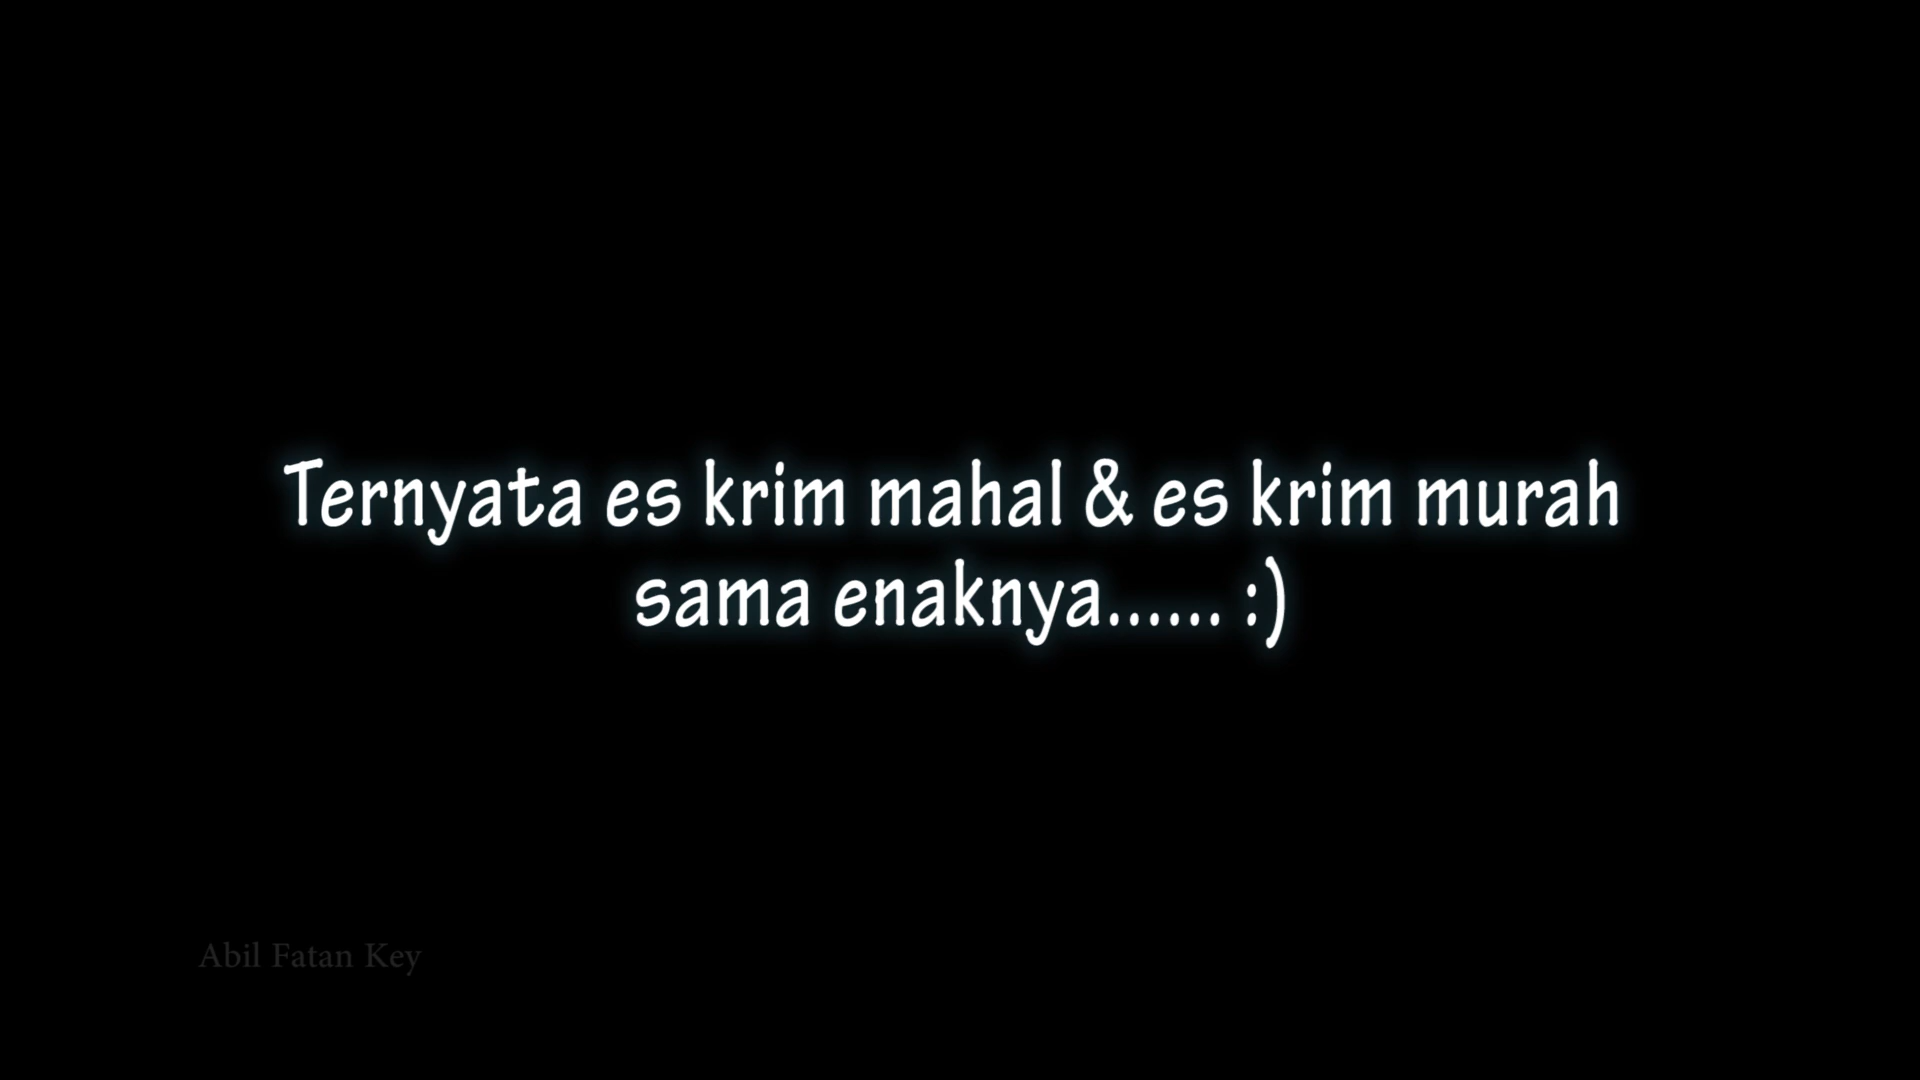 Ternyata es krim mahal & es krim murah
sama enaknya...... :)
Abil Fatan Key